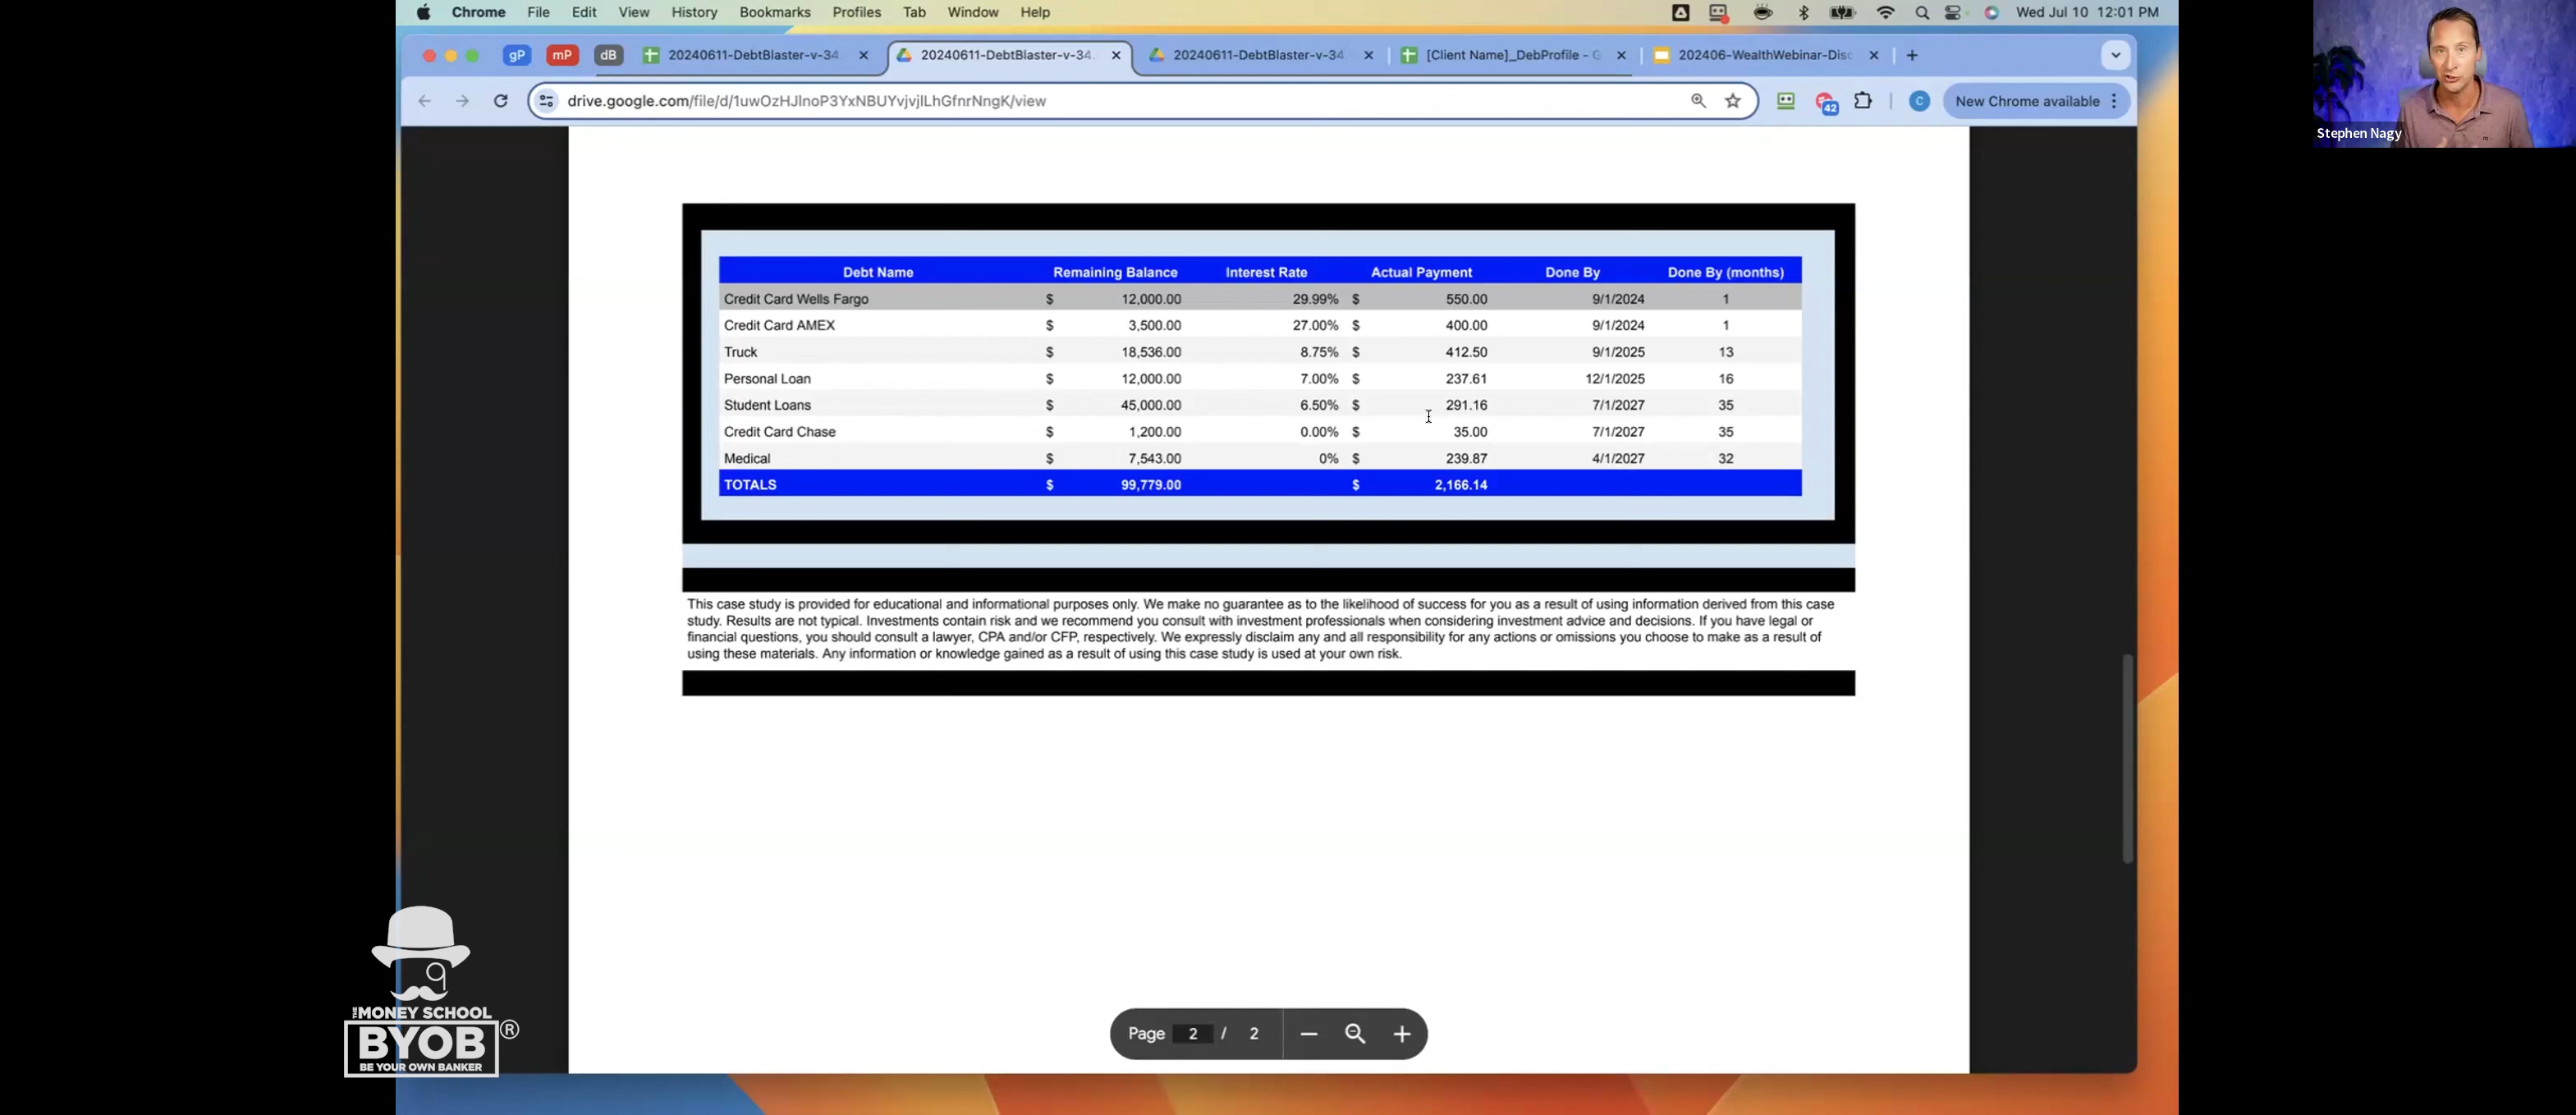 Chrome File Edit View History Bookmarks Profiles Tab Window Help Wed Jul 10 12:01 PM
gP mP dB 20240611-DebtBlaster-v-34. 20240611-DebtBlaster-v-34. 20240611-DebtBlaster-v-34. [Client Name]_DebProfile - G 202406-WealthWebinar-Disc
drive.google.com/file/d/1uwOzHJlnoP3YxNBUYvjvjlLhGfnrNngK/view 42 C New Chrome available
Stephen Nagy
Debt Name Remaining Balance Interest Rate Actual Payment Done By Done By (months)
Credit Card Wells Fargo $ 12,000.00 29.99% $ 550.00 9/1/2024 1
Credit Card AMEX $ 3,500.00 27.00% $ 400.00 9/1/2024 1
Truck $ 18,536.00 8.75% $ 412.50 9/1/2025 13
Personal Loan $ 12,000.00 7.00% $ 237.61 12/1/2025 16
Student Loans $ 45,000.00 6.50% $ 291.16 7/1/2027 35
Credit Card Chase $ 1,200.00 0.00% $ 35.00 7/1/2027 35
Medical $ 7,543.00 0% $ 239.87 4/1/2027 32
TOTALS $ 99,779.00 $ 2,166.14
This case study is provided for educational and informational purposes only. We make no guarantee as to the likelihood of success for you as a result of using information derived from this case
study. Results are not typical. Investments contain risk and we recommend you consult with investment professionals when considering investment advice and decisions. If you have legal or
financial questions, you should consult a lawyer, CPA and/or CFP, respectively. We expressly disclaim any and all responsibility for any actions or omissions you choose to make as a result of
using these materials. Any information or knowledge gained as a result of using this case study is used at your own risk.
Page 2 / 2
THE MONEY SCHOOL
BYOB ®
BE YOUR OWN BANKER